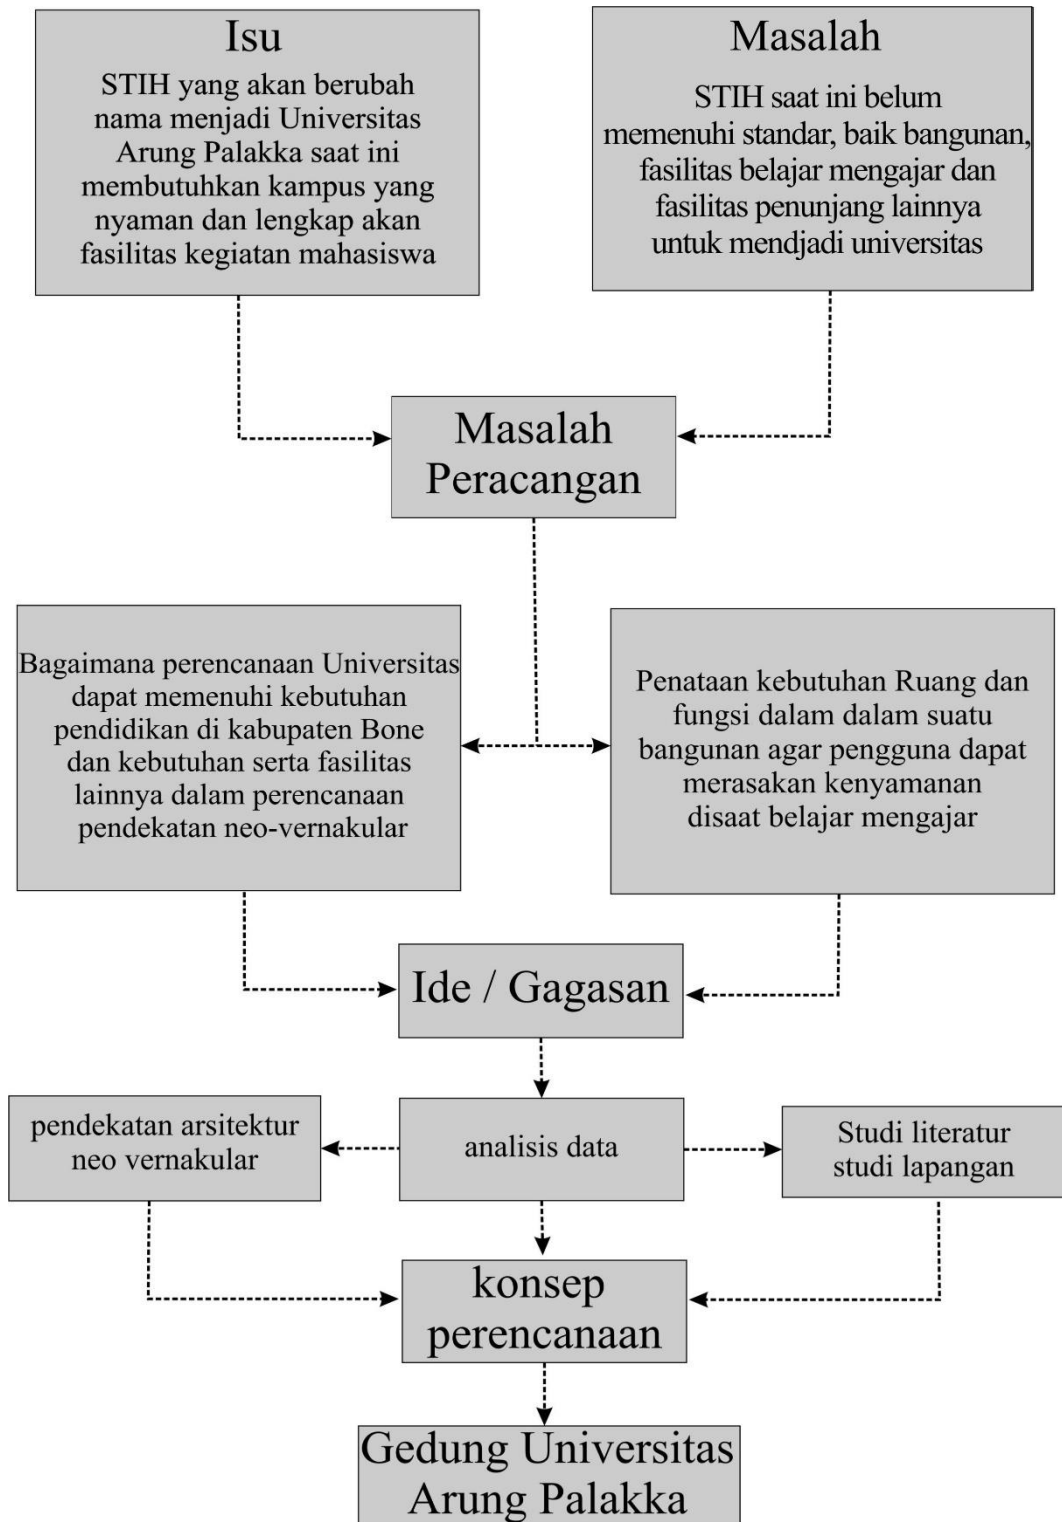 Isu
STIH yang akan berubah
nama menjadi Universitas
Arung Palakka saat ini
membutuhkan kampus yang
nyaman dan lengkap akan
fasilitas kegiatan mahasiswa
Masalah
STIH saat ini belum
memenuhi standar, baik bangunan,
fasilitas belajar mengajar dan
fasilitas penunjang lainnya
untuk mendjadi universitas
Masalah
Peracangan
Bagaimana perencanaan Universitas
dapat memenuhi kebutuhan
pendidikan di kabupaten Bone
dan kebutuhan serta fasilitas
lainnya dalam perencanaan
pendekatan neo-vernakular
Penataan kebutuhan Ruang dan
fungsi dalam dalam suatu
bangunan agar pengguna dapat
merasakan kenyamanan
disaat belajar mengajar
Ide / Gagasan
pendekatan arsitektur
neo vernakular
analisis data
Studi literatur
studi lapangan
konsep
perencanaan
Gedung Universitas
Arung Palakka